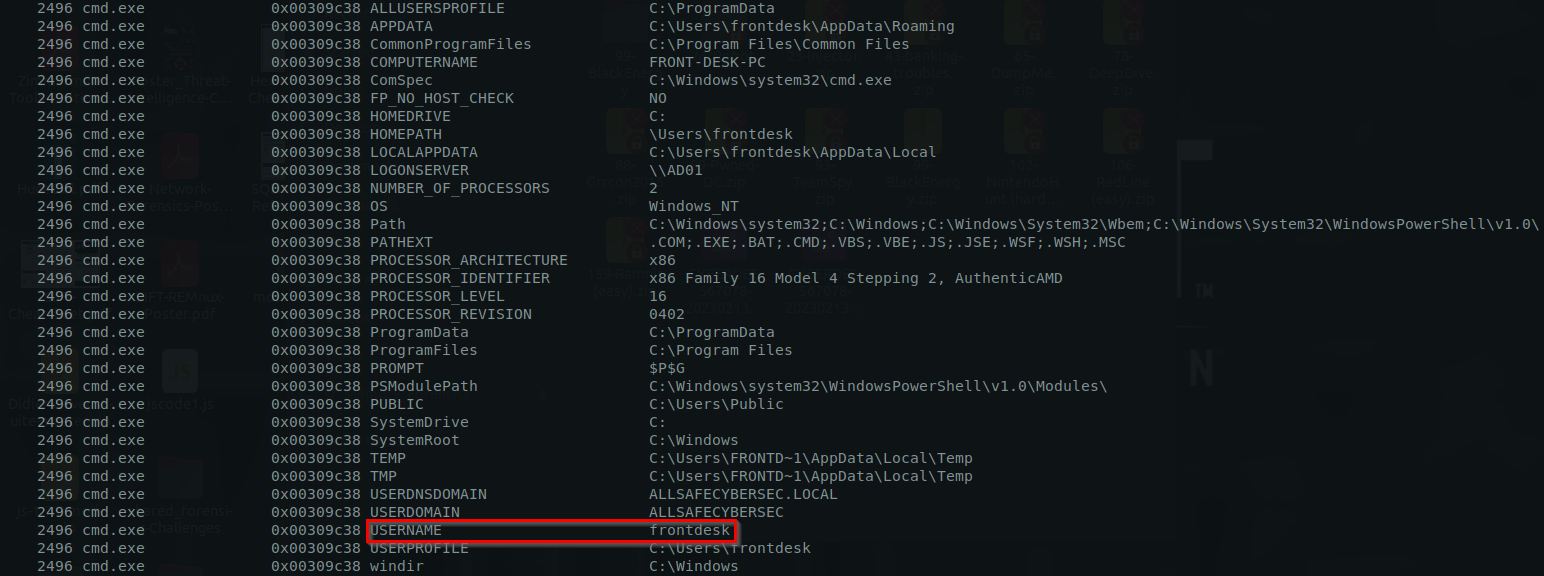 2496 cmd.exe 0x00309c38 ALLUSERSPROFILE C:\ProgramData
2496 cmd.exe 0x00309c38 APPDATA C:\Users\frontdesk\AppData\Roaming
2496 cmd.exe 0x00309c38 CommonProgramFiles C:\Program Files\Common Files
2496 cmd.exe 0x00309c38 COMPUTERNAME FRONT-DESK-PC
2496 cmd.exe 0x00309c38 ComSpec C:\Windows\system32\cmd.exe
2496 cmd.exe 0x00309c38 FP_NO_HOST_CHECK NO
2496 cmd.exe 0x00309c38 HOMEDRIVE C:
2496 cmd.exe 0x00309c38 HOMEPATH \Users\frontdesk
2496 cmd.exe 0x00309c38 LOCALAPPDATA C:\Users\frontdesk\AppData\Local
2496 cmd.exe 0x00309c38 LOGONSERVER \\AD01
2496 cmd.exe 0x00309c38 NUMBER_OF_PROCESSORS 2
2496 cmd.exe 0x00309c38 OS Windows_NT
2496 cmd.exe 0x00309c38 Path C:\Windows\system32;C:\Windows;C:\Windows\System32\Wbem;C:\Windows\System32\WindowsPowerShell\v1.0\
2496 cmd.exe 0x00309c38 PATHEXT .COM;.EXE;.BAT;.CMD;.VBS;.VBE;.JS;.JSE;.WSF;.WSH;.MSC
2496 cmd.exe 0x00309c38 PROCESSOR_ARCHITECTURE x86
2496 cmd.exe 0x00309c38 PROCESSOR_IDENTIFIER x86 Family 16 Model 4 Stepping 2, AuthenticAMD
2496 cmd.exe 0x00309c38 PROCESSOR_LEVEL 16
2496 cmd.exe 0x00309c38 PROCESSOR_REVISION 0402
2496 cmd.exe 0x00309c38 ProgramData C:\ProgramData
2496 cmd.exe 0x00309c38 ProgramFiles C:\Program Files
2496 cmd.exe 0x00309c38 PROMPT $P$G
2496 cmd.exe 0x00309c38 PSModulePath C:\Windows\system32\WindowsPowerShell\v1.0\Modules\
2496 cmd.exe 0x00309c38 PUBLIC C:\Users\Public
2496 cmd.exe 0x00309c38 SystemDrive C:
2496 cmd.exe 0x00309c38 SystemRoot C:\Windows
2496 cmd.exe 0x00309c38 TEMP C:\Users\FRONTD~1\AppData\Local\Temp
2496 cmd.exe 0x00309c38 TMP C:\Users\FRONTD~1\AppData\Local\Temp
2496 cmd.exe 0x00309c38 USERDNSDOMAIN ALLSAFECYBERSEC.LOCAL
2496 cmd.exe 0x00309c38 USERDOMAIN ALLSAFECYBERSEC
2496 cmd.exe 0x00309c38 USERNAME frontdesk
2496 cmd.exe 0x00309c38 USERPROFILE C:\Users\frontdesk
2496 cmd.exe 0x00309c38 windir C:\Windows